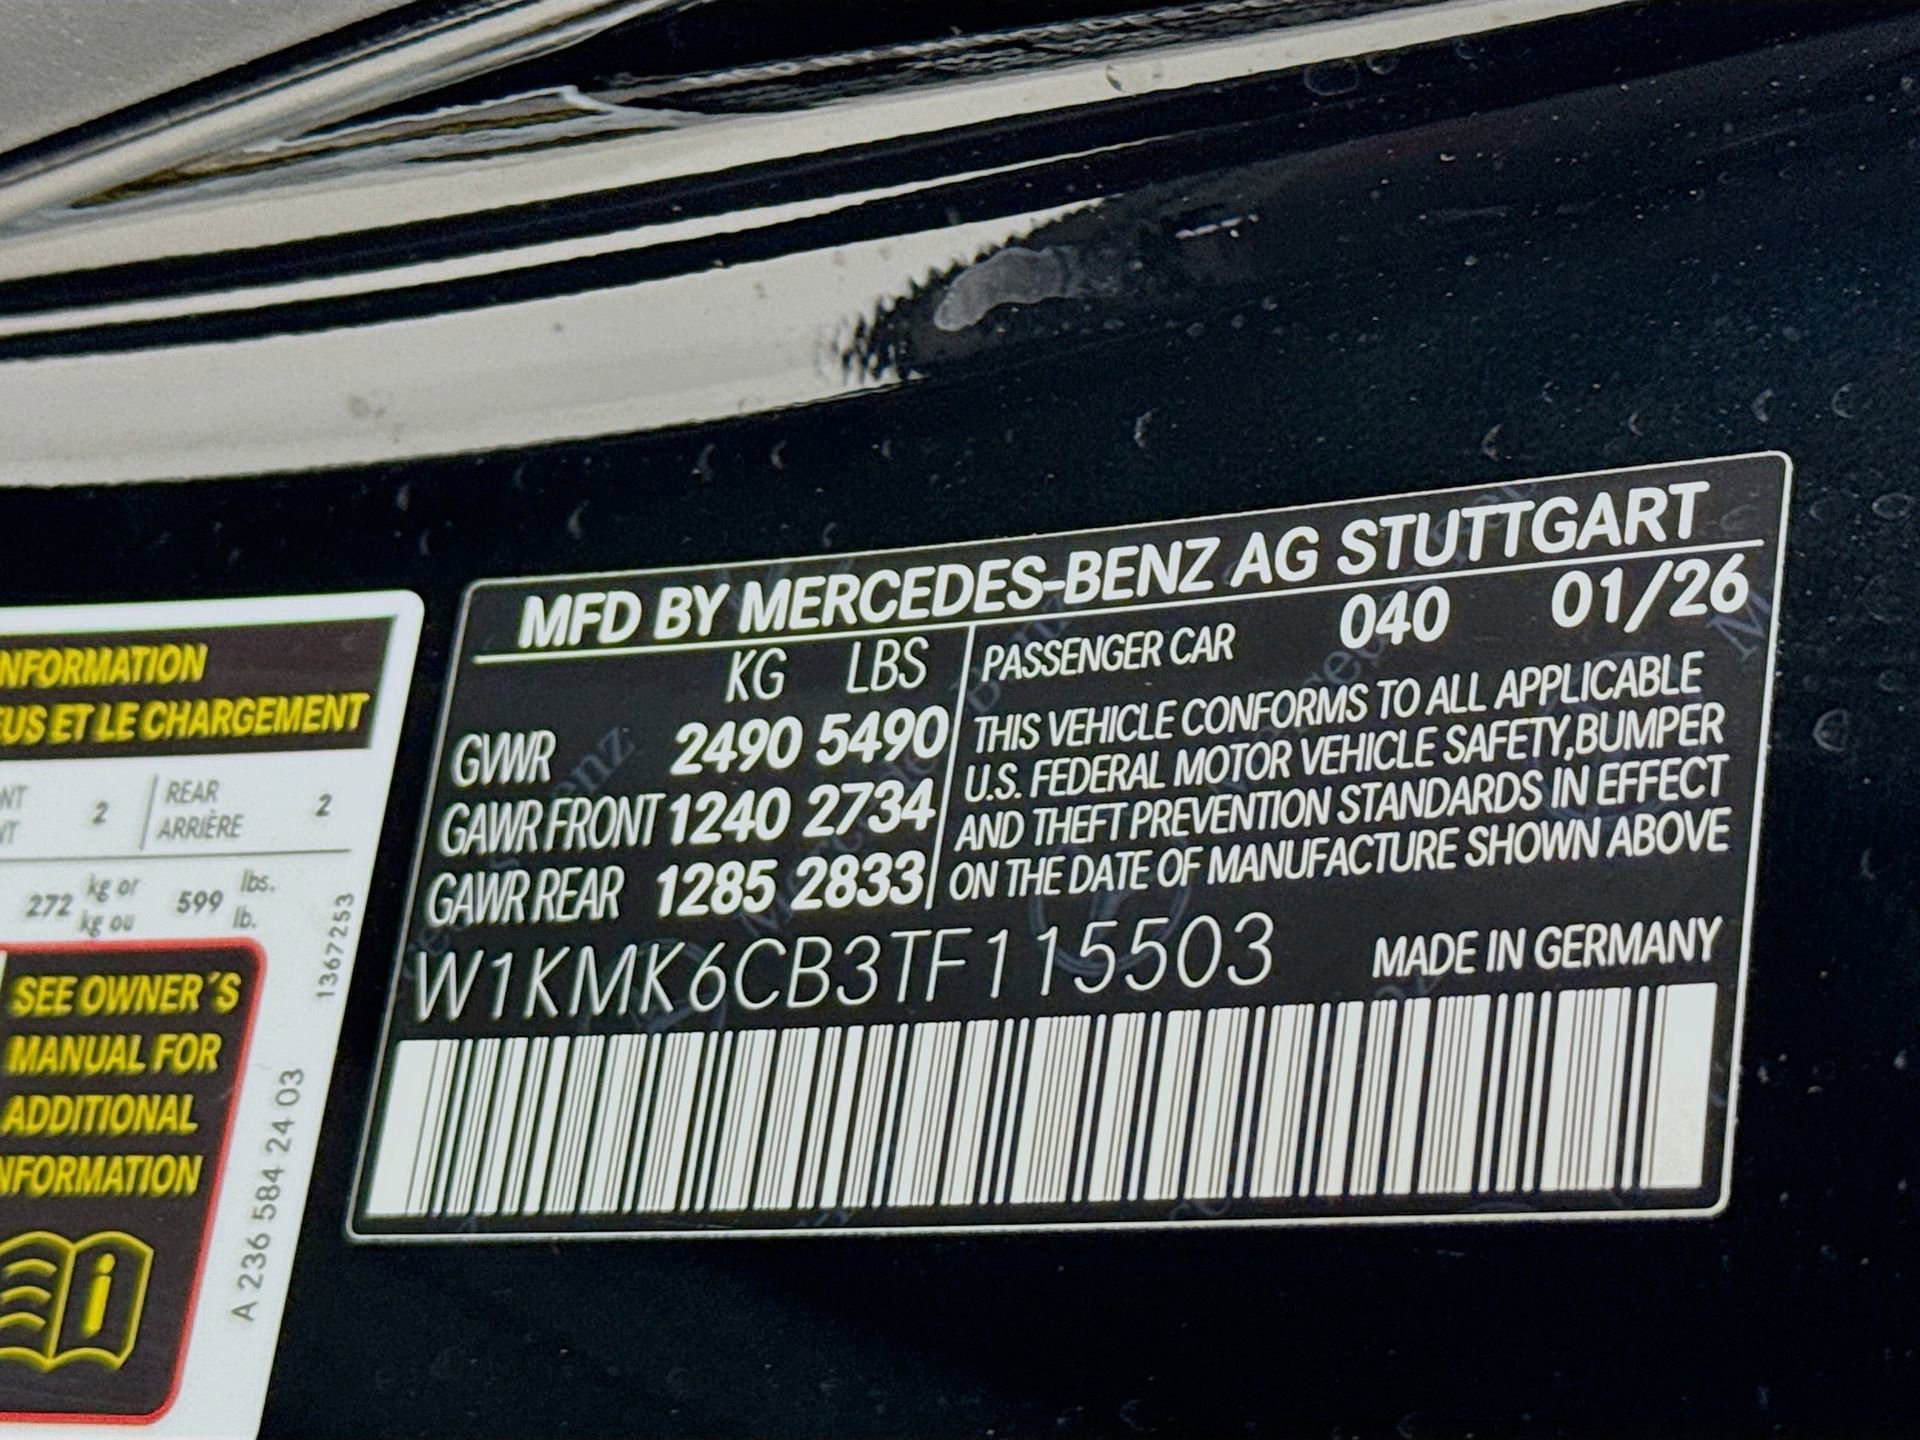 NFORMATION
EUS ET LE CHARGEMENT
NT
NT
2
REAR
ARRIÈRE
2
272 kg or
kg ou
599 lbs.
lb.
1367253
SEE OWNER´S
MANUAL FOR
ADDITIONAL
NFORMATION
i
A 236 584 24 03
MFD BY MERCEDES-BENZ AG STUTTGART
KG LBS
GVWR 2490 5490
GAWR FRONT 1240 2734
GAWR REAR 1285 2833
PASSENGER CAR 040 01/26
THIS VEHICLE CONFORMS TO ALL APPLICABLE
U.S. FEDERAL MOTOR VEHICLE SAFETY,BUMPER
AND THEFT PREVENTION STANDARDS IN EFFECT
ON THE DATE OF MANUFACTURE SHOWN ABOVE
W1KMK6CB3TF115503
MADE IN GERMANY